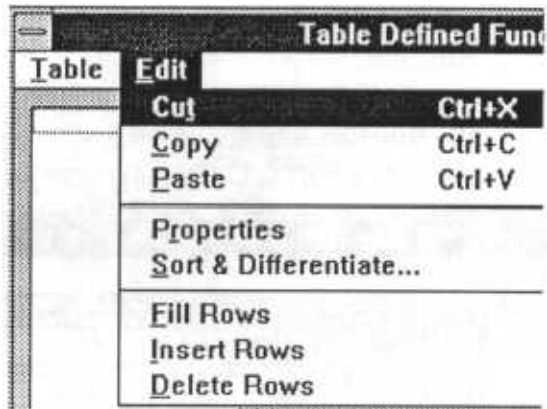 Table Defined Func
Table Edit
Cut Ctrl+X
Copy Ctrl+C
Paste Ctrl+V
Properties
Sort & Differentiate...
Fill Rows
Insert Rows
Delete Rows